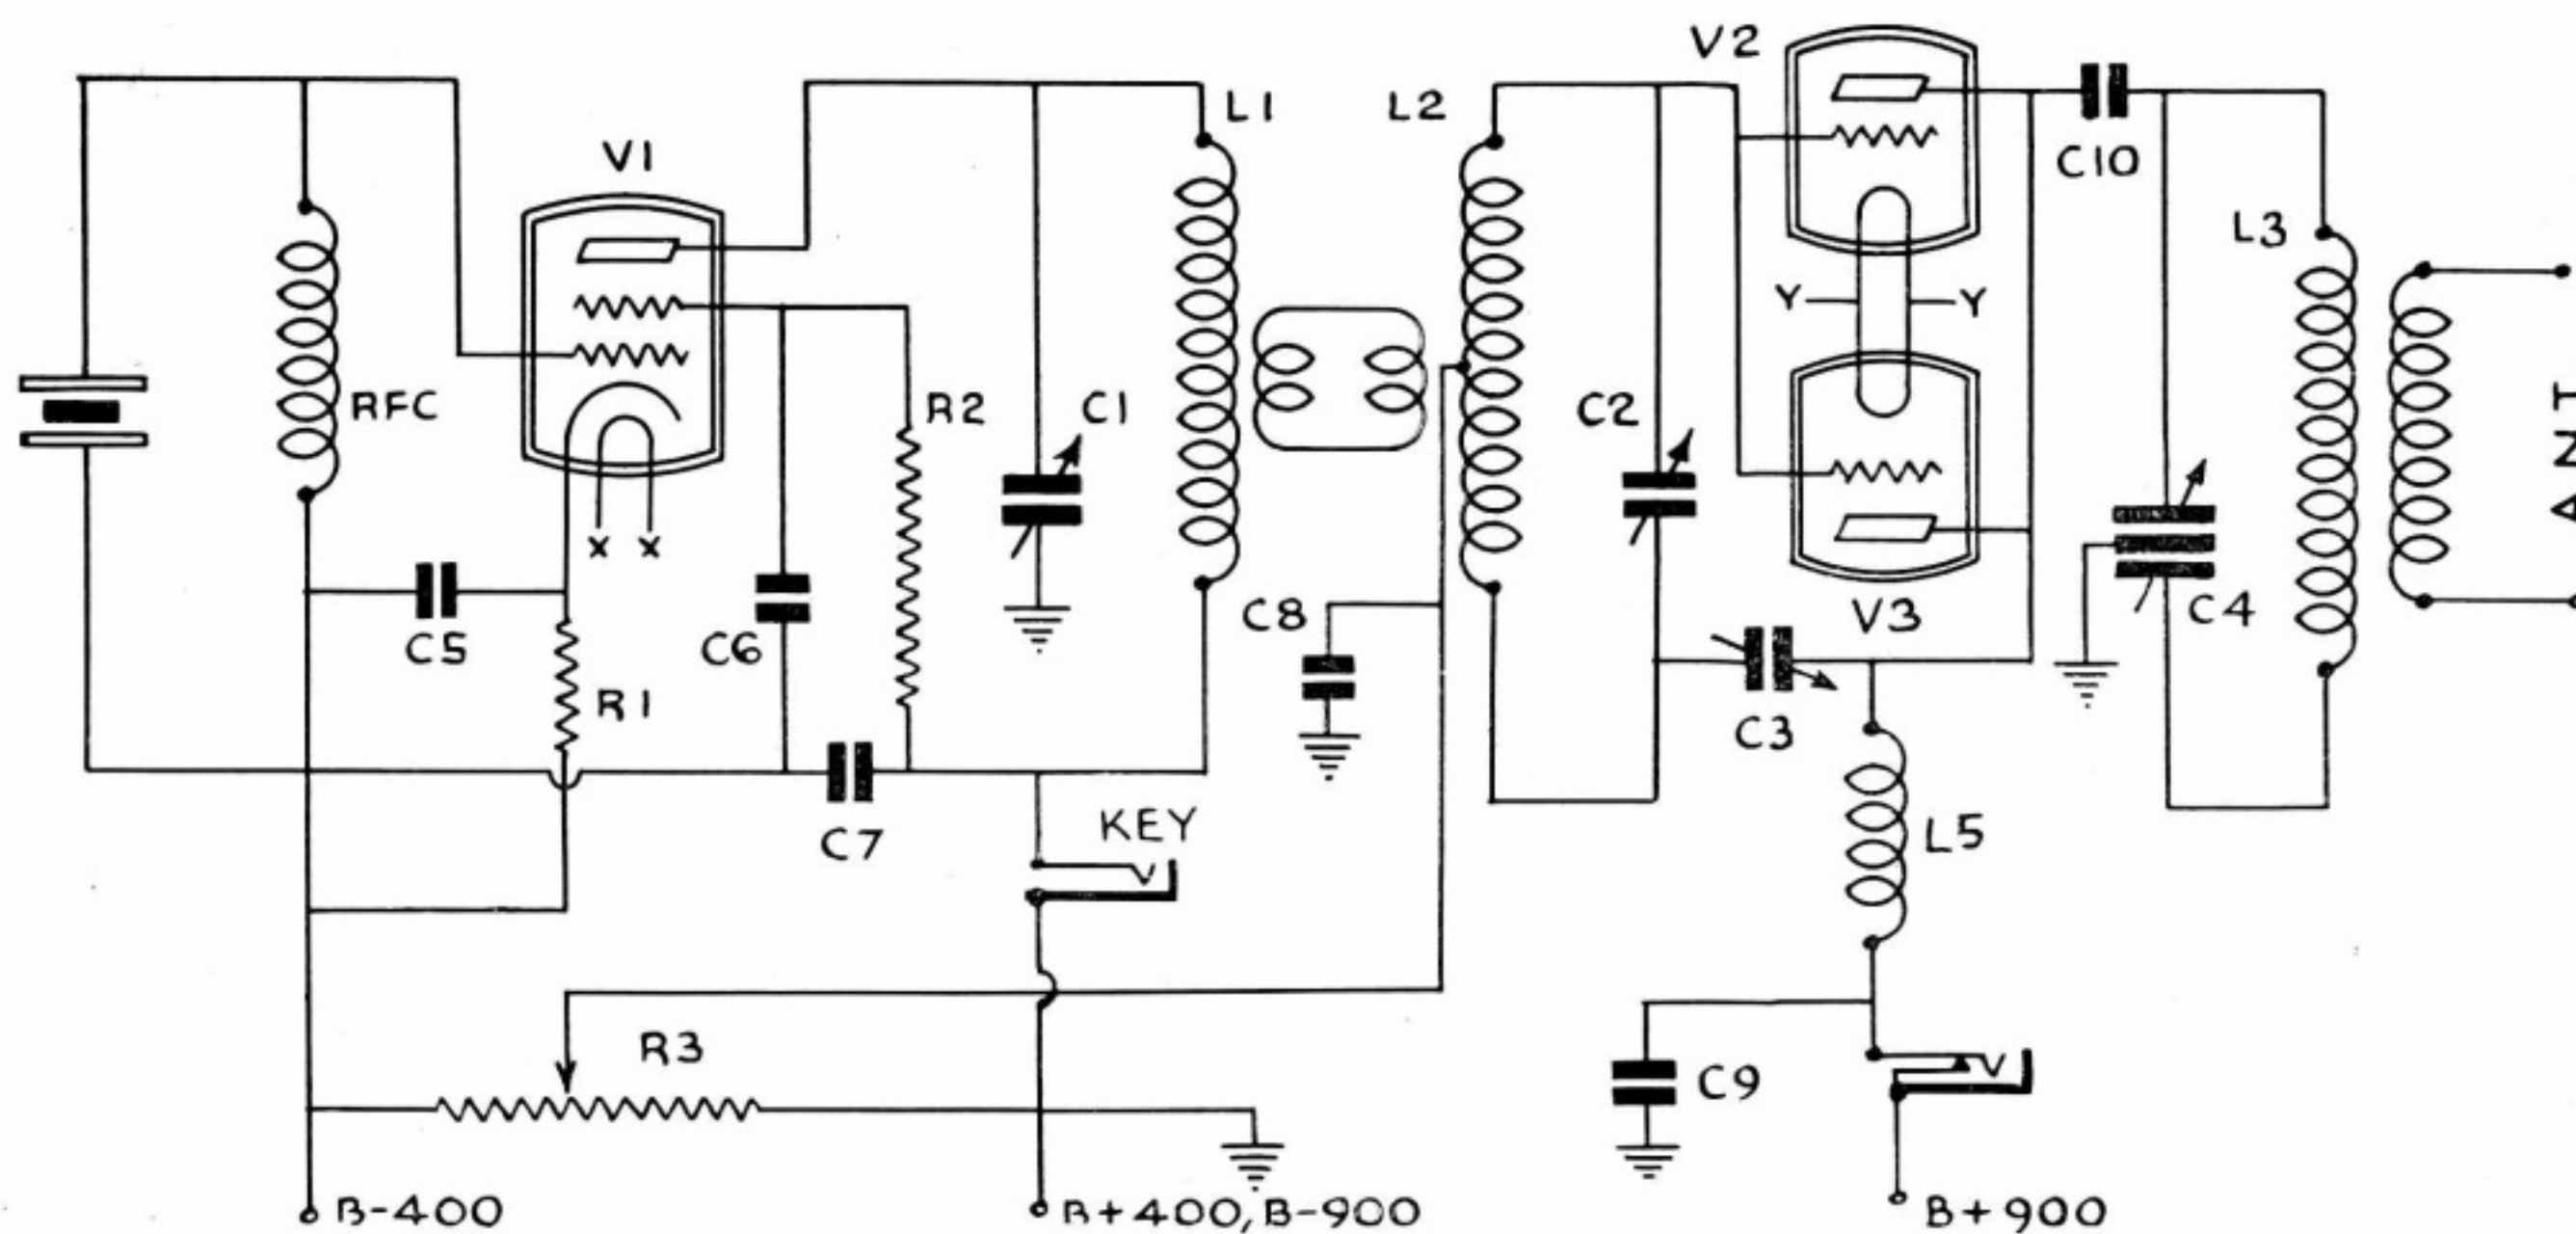 V2
L1
L2
V1
C10
L3
Y Y
RFC
R2
C1
C2
ANT
X X
C8
V3
C4
C5
C6
R1
C3
KEY
C7
L5
R3
C9
B-400
B+400, B-900
B+900